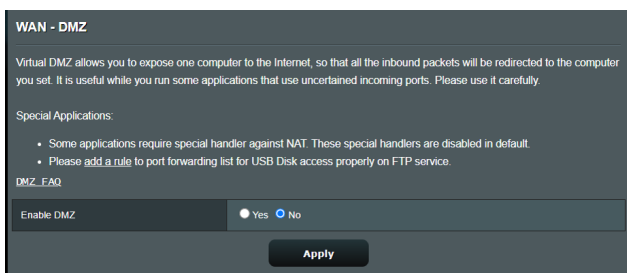 WAN - DMZ
Virtual DMZ allows you to expose one computer to the Internet, so that all the inbound packets will be redirected to the computer
you set. It is useful while you run some applications that use uncertained incoming ports. Please use it carefully.
Special Applications:
• Some applications require special handler against NAT. These special handlers are disabled in default.
• Please add a rule to port forwarding list for USB Disk access properly on FTP service.
DMZ FAQ
Enable DMZ Yes No
Apply